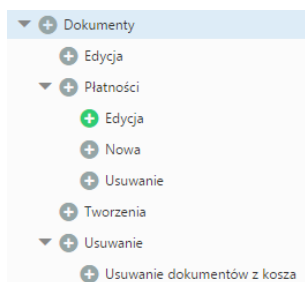 Dokumenty
Edycja
Płatności
Edycja
Nowa
Usuwanie
Tworzenia
Usuwanie
Usuwanie dokumentów z kosza